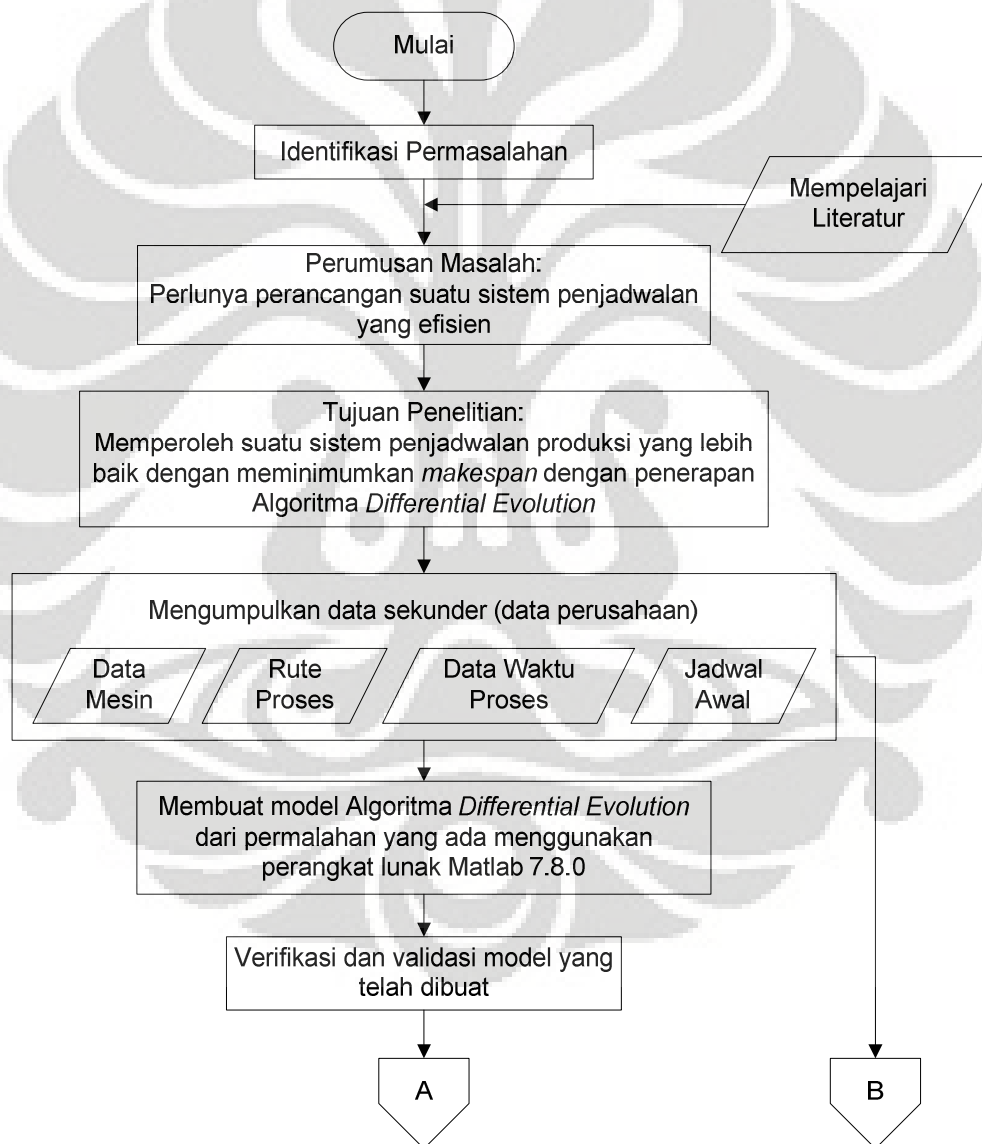 Mulai
Identifikasi Permasalahan
Mempelajari
Literatur
Perumusan Masalah:
Perlunya perancangan suatu sistem penjadwalan
yang efisien
Tujuan Penelitian:
Memperoleh suatu sistem penjadwalan produksi yang lebih
baik dengan meminimumkan makespan dengan penerapan
Algoritma Differential Evolution
Mengumpulkan data sekunder (data perusahaan)
Data
Mesin
Rute
Proses
Data Waktu
Proses
Jadwal
Awal
Membuat model Algoritma Differential Evolution
dari permalahan yang ada menggunakan
perangkat lunak Matlab 7.8.0
Verifikasi dan validasi model yang
telah dibuat
A
B